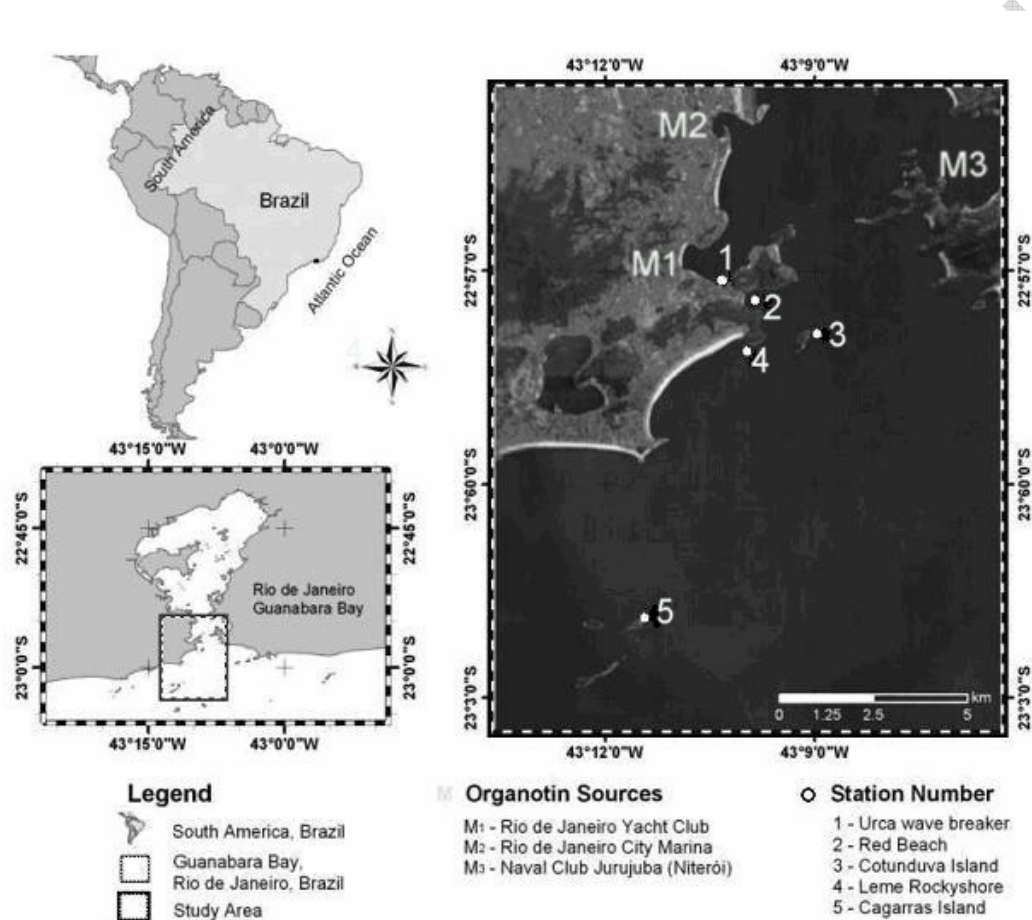 South America
Brazil
Atlantic Ocean
43°15'0"W 43°0'0"W
22°45'0"S
23°0'0"S
22°45'0"S
23°0'0"S
Rio de Janeiro
Guanabara Bay
43°15'0"W 43°0'0"W
43°12'0"W 43°9'0"W
22°57'0"S
23°60'0"S
23°3'0"S
22°57'0"S
23°60'0"S
23°3'0"S
M2
M3
M1
1
2
3
4
5
km
0 1.25 2.5 5
43°12'0"W 43°9'0"W
Legend
South America, Brazil
Guanabara Bay,
Rio de Janeiro, Brazil
Study Area
M Organotin Sources
M1 - Rio de Janeiro Yacht Club
M2 - Rio de Janeiro City Marina
M3 - Naval Club Jurujuba (Niterói)
Station Number
1 - Urca wave breaker
2 - Red Beach
3 - Cotunduva Island
4 - Leme Rockyshore
5 - Cagarras Island